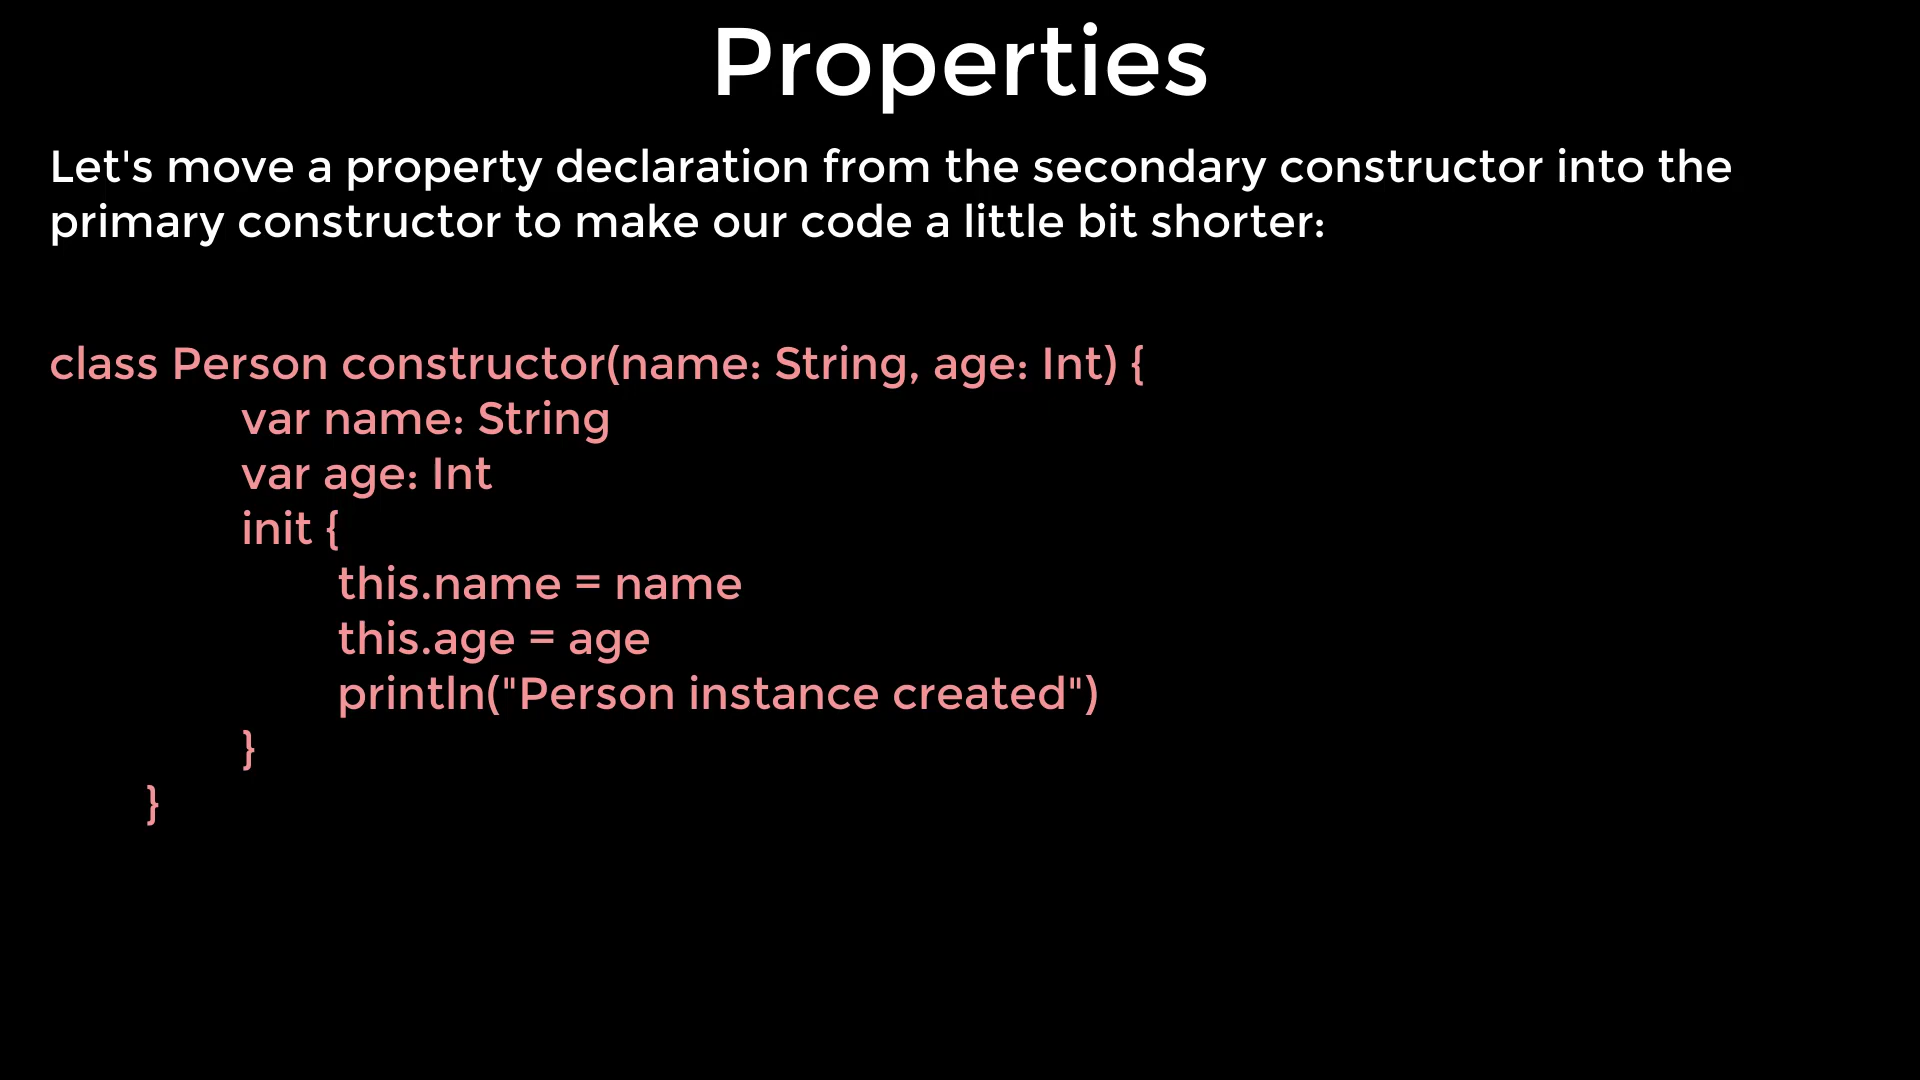 Properties
Let's move a property declaration from the secondary constructor into the
primary constructor to make our code a little bit shorter:
class Person constructor(name: String, age: Int) {
var name: String
var age: Int
init {
this.name = name
this.age = age
println("Person instance created")
}
}